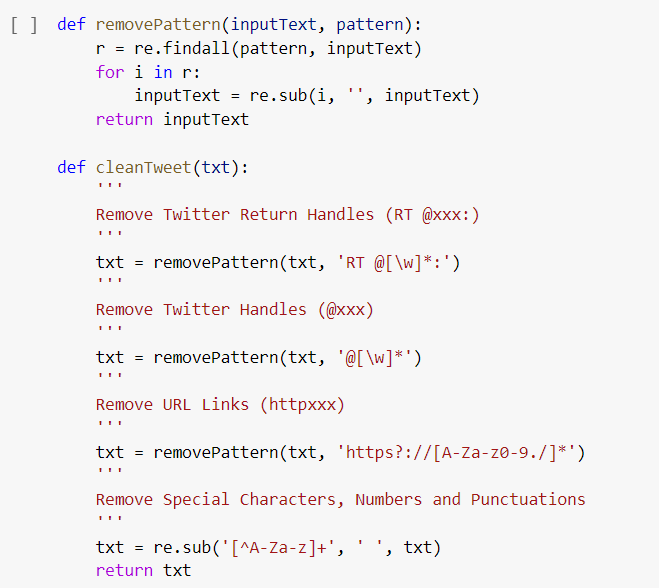 [ ] def removePattern(inputText, pattern):
    r = re.findall(pattern, inputText)
    for i in r:
        inputText = re.sub(i, '', inputText)
    return inputText

def cleanTweet(txt):
    '''
    Remove Twitter Return Handles (RT @xxx:)
    '''
    txt = removePattern(txt, 'RT @[\w]*:')
    '''
    Remove Twitter Handles (@xxx)
    '''
    txt = removePattern(txt, '@[\w]*')
    '''
    Remove URL Links (httpxxx)
    '''
    txt = removePattern(txt, 'https?://[A-Za-z0-9./]*')
    '''
    Remove Special Characters, Numbers and Punctuations
    '''
    txt = re.sub('[^A-Za-z]+', ' ', txt)
    return txt